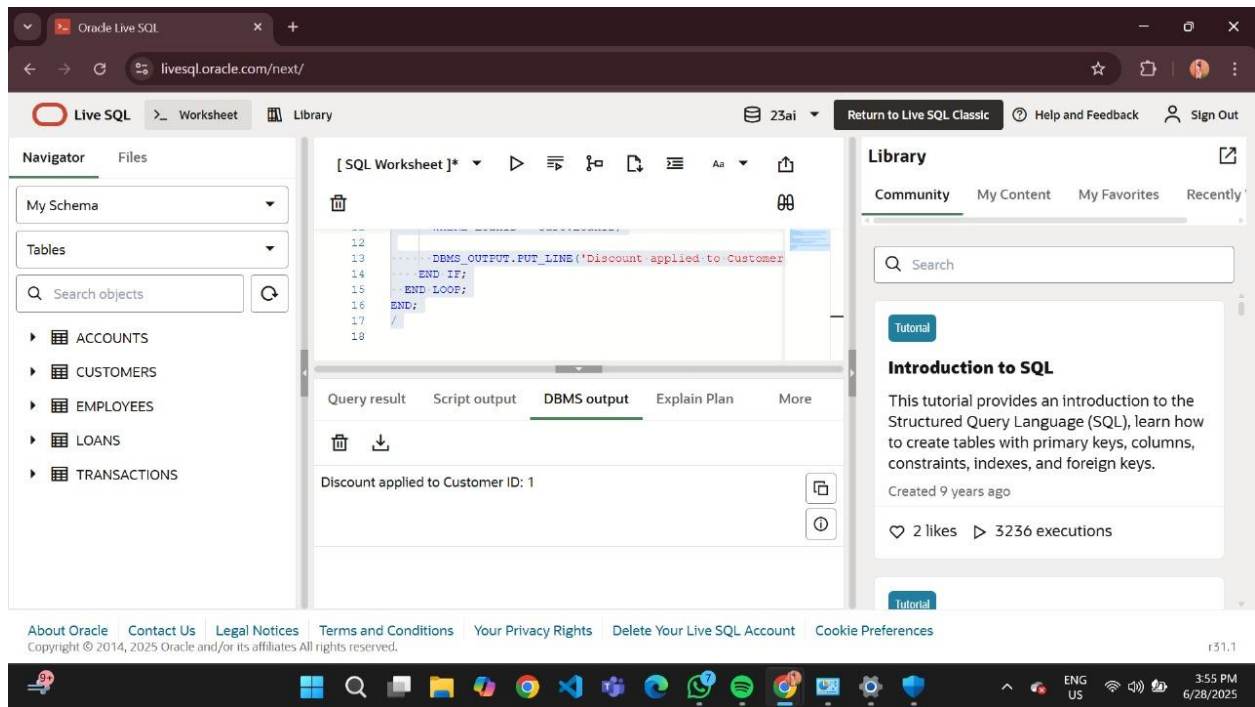 Oracle Live SQL
livesql.oracle.com/next/
Live SQL >_ Worksheet Library 23ai Return to Live SQL Classic Help and Feedback Sign Out
Navigator Files
My Schema
Tables
Search objects
ACCOUNTS
CUSTOMERS
EMPLOYEES
LOANS
TRANSACTIONS
[ SQL Worksheet ]* Aa
12
13 DBMS_OUTPUT.PUT_LINE('Discount applied to Customer
14 END IF;
15 END LOOP;
16 END;
17 /
18
Query result Script output DBMS output Explain Plan More
Discount applied to Customer ID: 1
Library
Community My Content My Favorites Recently
Search
Tutorial
Introduction to SQL
This tutorial provides an introduction to the
Structured Query Language (SQL), learn how
to create tables with primary keys, columns,
constraints, indexes, and foreign keys.
Created 9 years ago
2 likes 3236 executions
Tutorial
About Oracle Contact Us Legal Notices Terms and Conditions Your Privacy Rights Delete Your Live SQL Account Cookie Preferences
Copyright © 2014, 2025 Oracle and/or its affiliates All rights reserved. r31.1
9+ 7 ENG 3:55 PM
US 6/28/2025